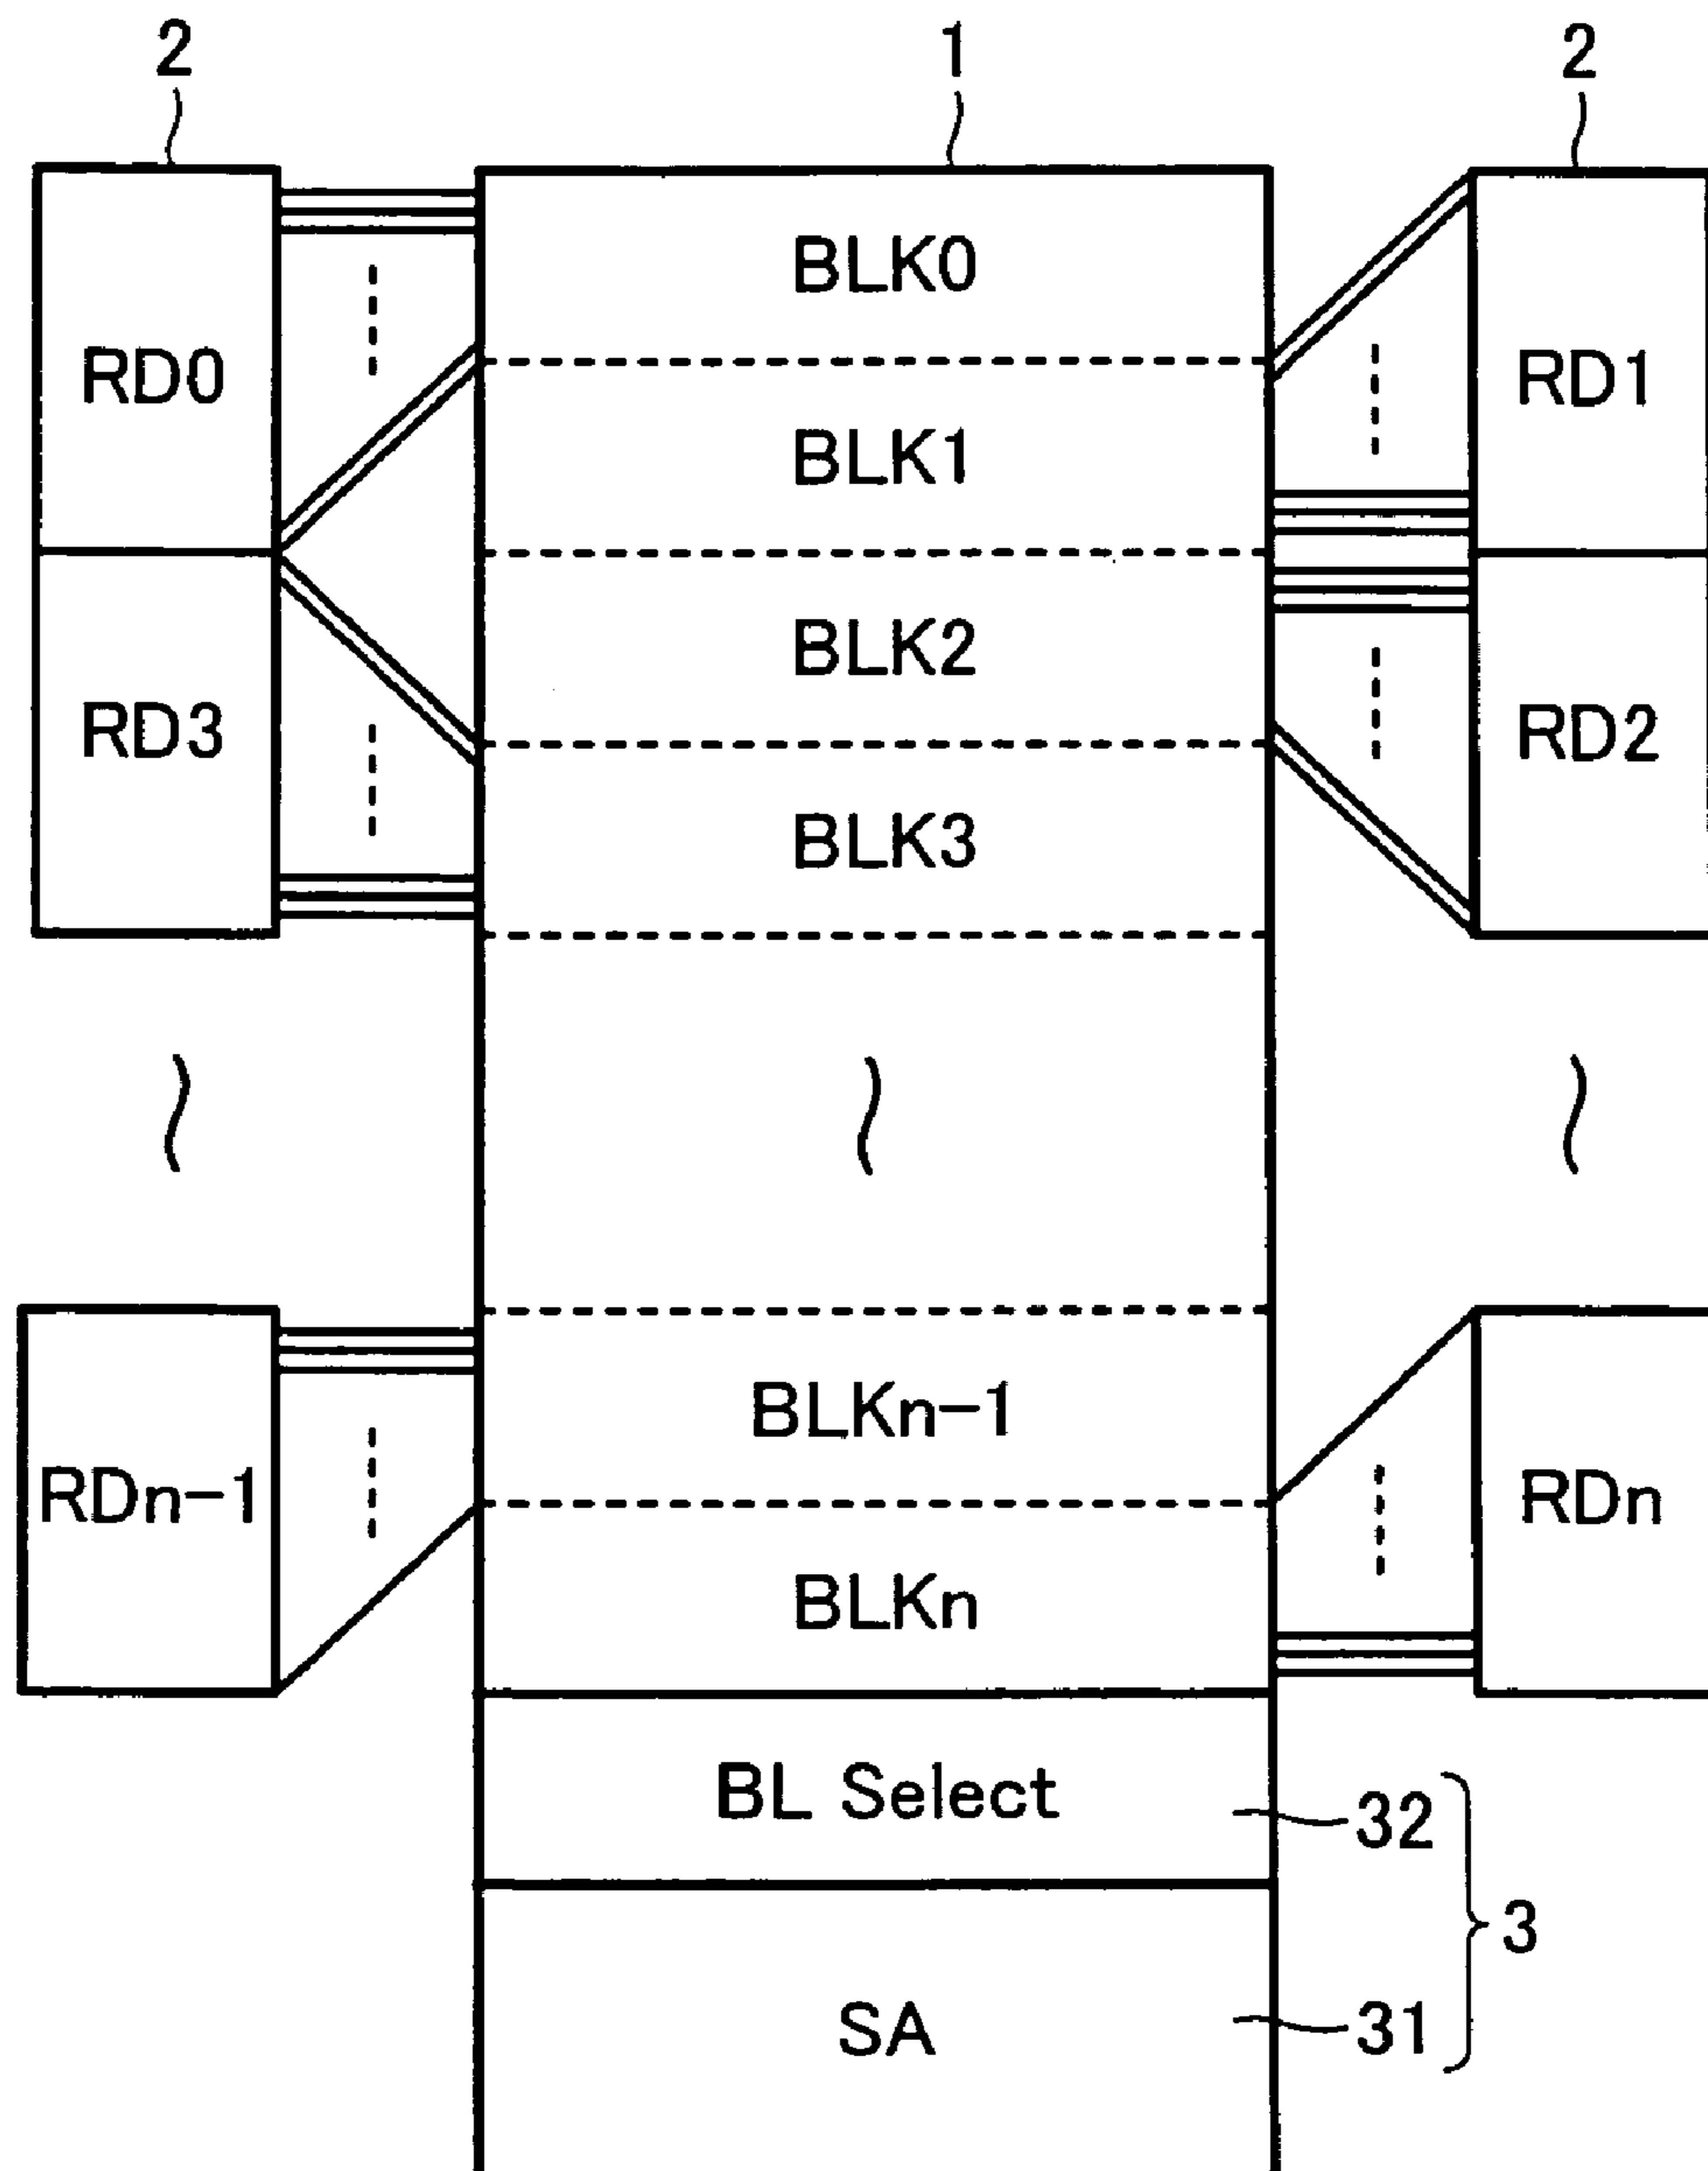 2
1
2
BLK0
RD0
RD1
BLK1
BLK2
RD3
RD2
BLK3
BLKn-1
RDn-1
RDn
BLKn
BL Select
32
3
SA
31